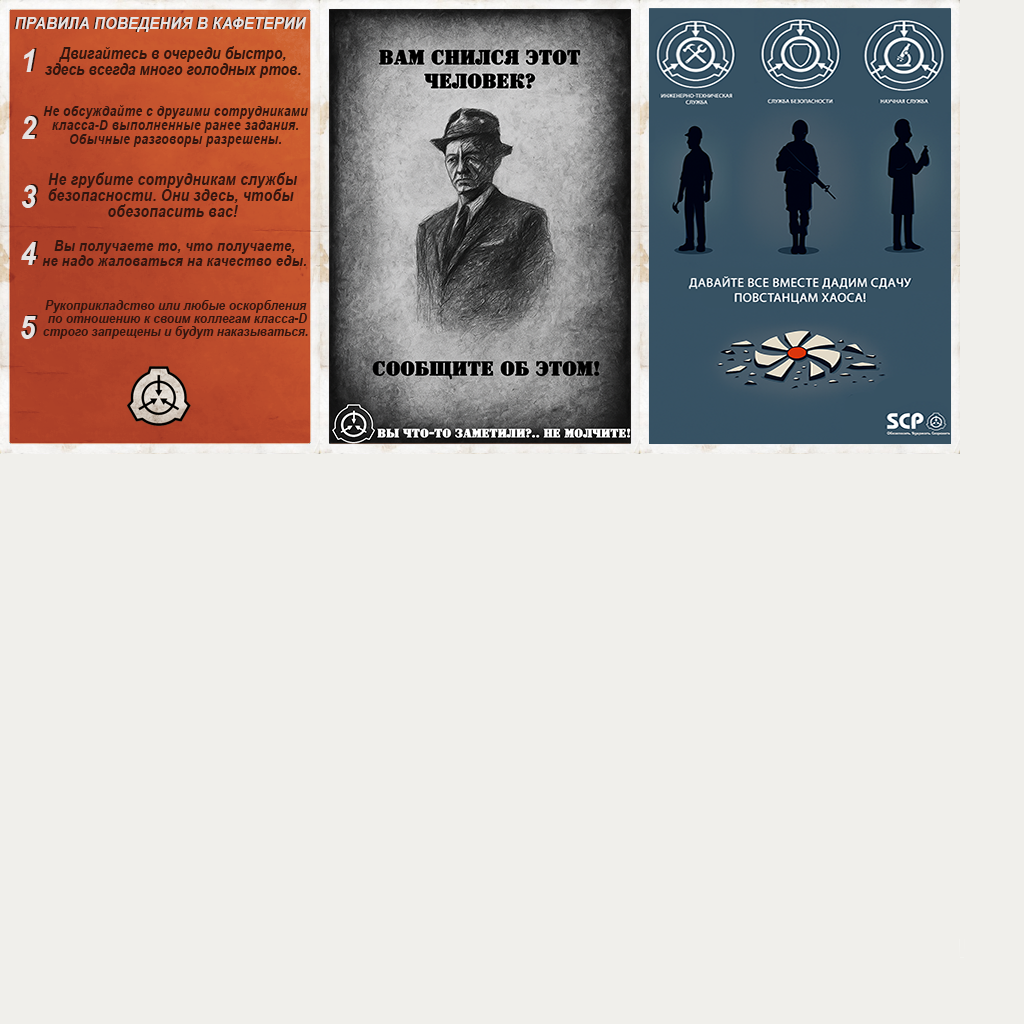 ПРАВИЛА ПОВЕДЕНИЯ В КАФЕТЕРИИ
1
Двигайтесь в очереди быстро,
здесь всегда много голодных ртов.
2
Не обсуждайте с другими сотрудниками
класса-D выполненные ранее задания.
Обычные разговоры разрешены.
3
Не грубите сотрудникам службы
безопасности. Они здесь, чтобы
обезопасить вас!
4
Вы получаете то, что получаете,
не надо жаловаться на качество еды.
5
Рукоприкладство или любые оскорбления
по отношению к своим коллегам класса-D
строго запрещены и будут наказываться.
ВАМ СНИЛСЯ ЭТОТ
ЧЕЛОВЕК?
СООБЩИТЕ ОБ ЭТОМ!
ВЫ ЧТО-ТО ЗАМЕТИЛИ?.. НЕ МОЛЧИТЕ!
ИНЖЕНЕРНО-ТЕХНИЧЕСКАЯ
СЛУЖБА
СЛУЖБА БЕЗОПАСНОСТИ
НАУЧНАЯ СЛУЖБА
ДАВАЙТЕ ВСЕ ВМЕСТЕ ДАДИМ СДАЧУ
ПОВСТАНЦАМ ХАОСА!
SCP
Обезопасить. Удержать. Сохранить.